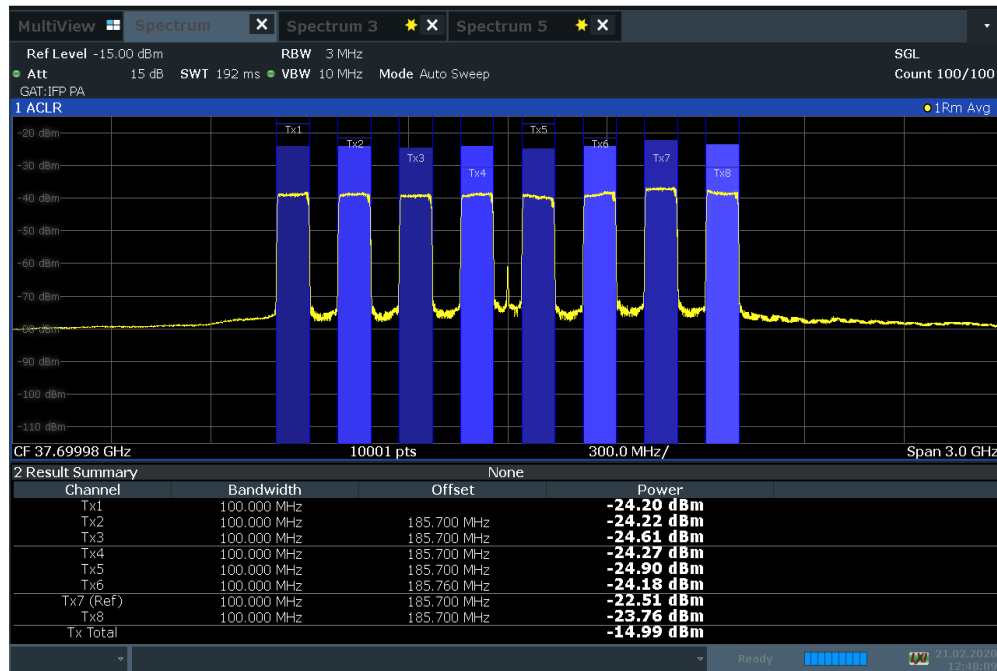 MultiView Spectrum X Spectrum 3 X Spectrum 5 X
Ref Level -15.00 dBm RBW 3 MHz SGL
Att 15 dB SWT 192 ms VBW 10 MHz Mode Auto Sweep Count 100/100
GAT:IFP PA
1 ACLR 1Rm Avg
-20 dBm
Tx1 Tx5
Tx2 Tx6
Tx3 Tx7
-30 dBm
Tx4 Tx8
-40 dBm
-50 dBm
-60 dBm
-70 dBm
-80 dBm
-90 dBm
-100 dBm
-110 dBm
CF 37.69998 GHz 10001 pts 300.0 MHz/ Span 3.0 GHz
2 Result Summary None
Channel Bandwidth Offset Power
Tx1 100.000 MHz -24.20 dBm
Tx2 100.000 MHz 185.700 MHz -24.22 dBm
Tx3 100.000 MHz 185.700 MHz -24.61 dBm
Tx4 100.000 MHz 185.700 MHz -24.27 dBm
Tx5 100.000 MHz 185.700 MHz -24.90 dBm
Tx6 100.000 MHz 185.760 MHz -24.18 dBm
Tx7 (Ref) 100.000 MHz 185.700 MHz -22.51 dBm
Tx8 100.000 MHz 185.700 MHz -23.76 dBm
Tx Total -14.99 dBm
Ready 21.02.2020
12:48:09